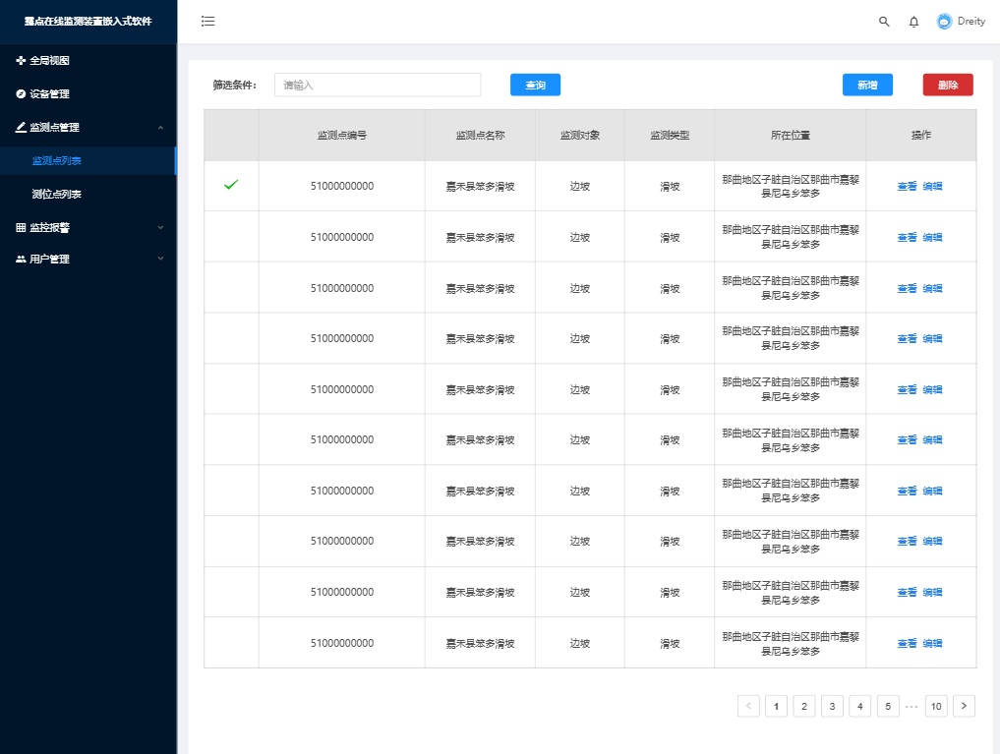 露点在线监测装置嵌入式软件
Dreity
全局视图
设备管理
监测点管理
监测点列表
测位点列表
监控报警
用户管理
筛选条件： 请输入 查询 新增 删除
监测点编号 监测点名称 监测对象 监测类型 所在位置 操作
51000000000 嘉禾县笨多滑坡 边坡 滑坡 那曲地区子脏自治区那曲市嘉黎 查看 编辑
县尼乌乡笨多
51000000000 嘉禾县笨多滑坡 边坡 滑坡 那曲地区子脏自治区那曲市嘉黎 查看 编辑
县尼乌乡笨多
51000000000 嘉禾县笨多滑坡 边坡 滑坡 那曲地区子脏自治区那曲市嘉黎 查看 编辑
县尼乌乡笨多
51000000000 嘉禾县笨多滑坡 边坡 滑坡 那曲地区子脏自治区那曲市嘉黎 查看 编辑
县尼乌乡笨多
51000000000 嘉禾县笨多滑坡 边坡 滑坡 那曲地区子脏自治区那曲市嘉黎 查看 编辑
县尼乌乡笨多
51000000000 嘉禾县笨多滑坡 边坡 滑坡 那曲地区子脏自治区那曲市嘉黎 查看 编辑
县尼乌乡笨多
51000000000 嘉禾县笨多滑坡 边坡 滑坡 那曲地区子脏自治区那曲市嘉黎 查看 编辑
县尼乌乡笨多
51000000000 嘉禾县笨多滑坡 边坡 滑坡 那曲地区子脏自治区那曲市嘉黎 查看 编辑
县尼乌乡笨多
51000000000 嘉禾县笨多滑坡 边坡 滑坡 那曲地区子脏自治区那曲市嘉黎 查看 编辑
县尼乌乡笨多
51000000000 嘉禾县笨多滑坡 边坡 滑坡 那曲地区子脏自治区那曲市嘉黎 查看 编辑
县尼乌乡笨多
< 1 2 3 4 5 ··· 10 >